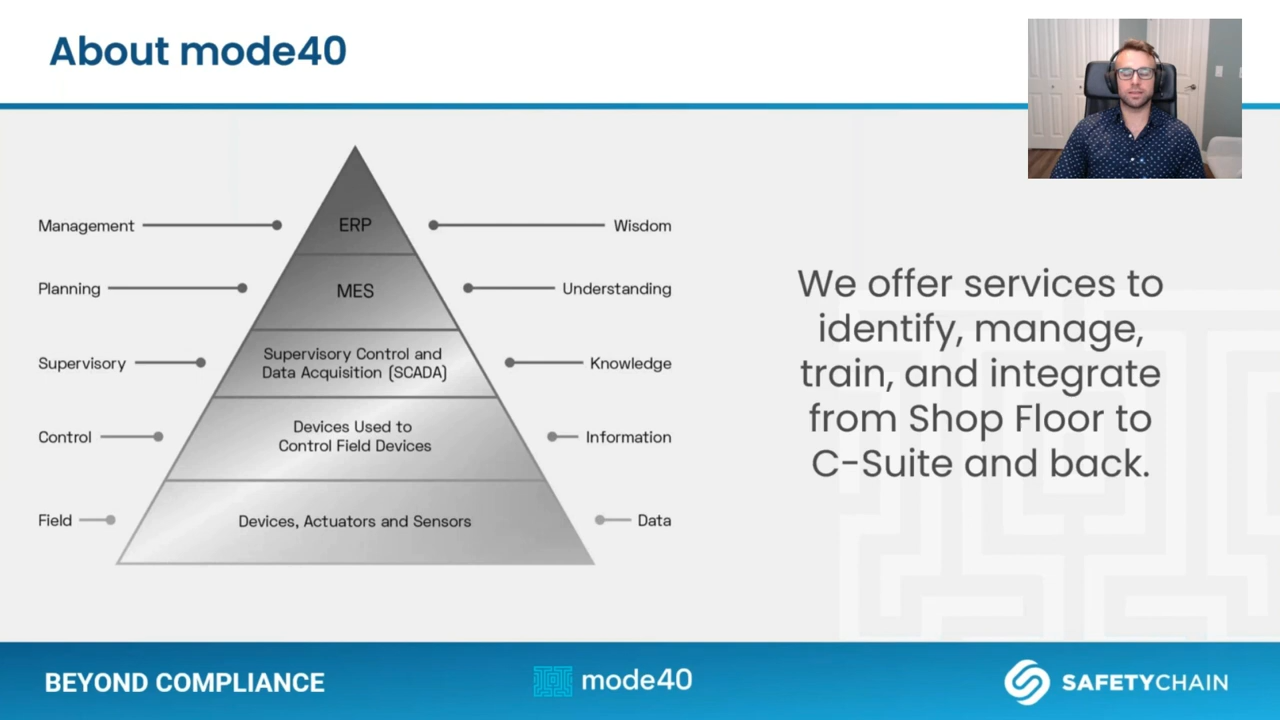 About mode40
Management
ERP
Wisdom
Planning
MES
Understanding
Supervisory
Supervisory Control and
Data Acquisition (SCADA)
Knowledge
Control
Devices Used to
Control Field Devices
Information
Field
Devices, Actuators and Sensors
Data
We offer services to
identify, manage,
train, and integrate
from Shop Floor to
C-Suite and back.
BEYOND COMPLIANCE
mode40
SAFETYCHAIN